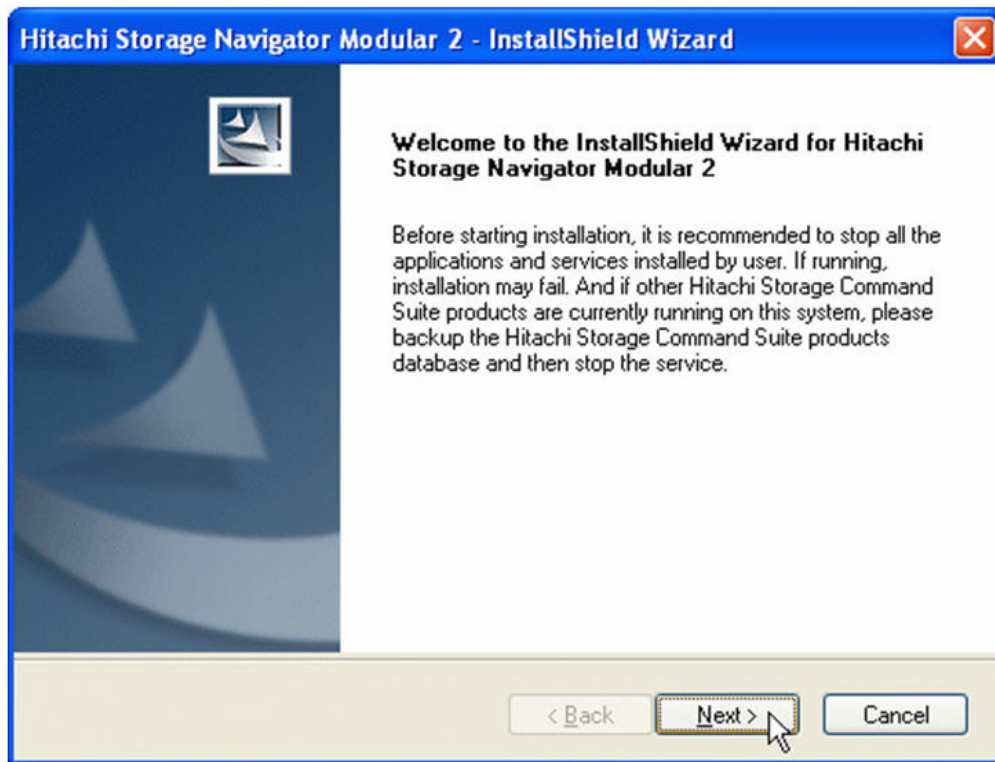 Hitachi Storage Navigator Modular 2 - InstallShield Wizard
Welcome to the InstallShield Wizard for Hitachi
Storage Navigator Modular 2
Before starting installation, it is recommended to stop all the
applications and services installed by user. If running,
installation may fail. And if other Hitachi Storage Command
Suite products are currently running on this system, please
backup the Hitachi Storage Command Suite products
database and then stop the service.
< Back Next > Cancel